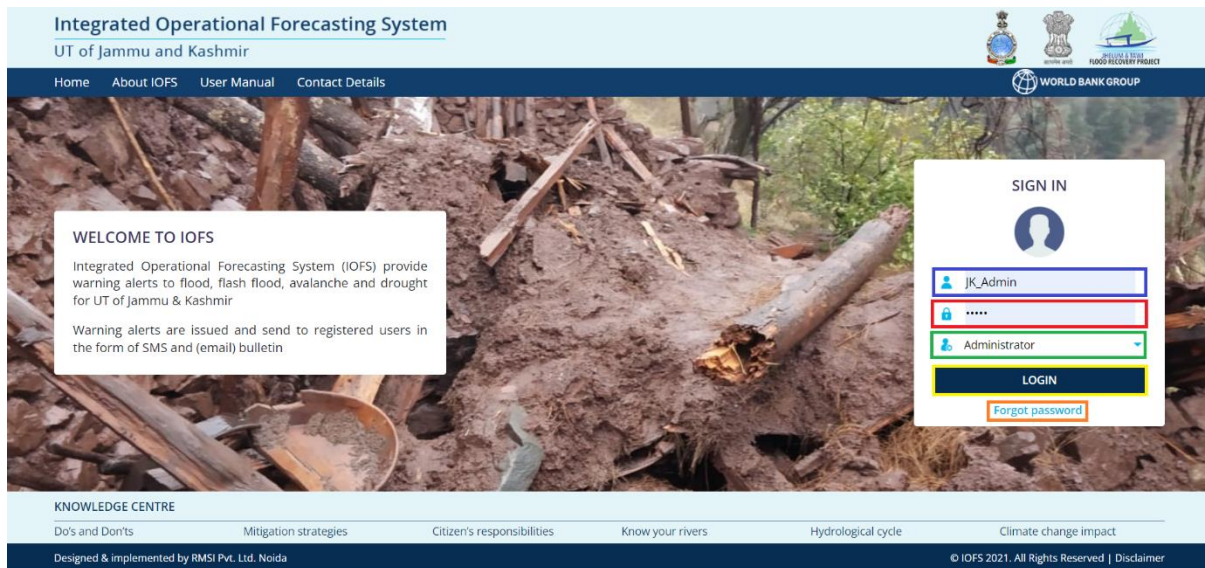 Integrated Operational Forecasting System
UT of Jammu and Kashmir
JHELUM & TAWI
FLOOD RECOVERY PROJECT
Home About IOFS User Manual Contact Details
WORLD BANK GROUP
SIGN IN
WELCOME TO IOFS
Integrated Operational Forecasting System (IOFS) provide
warning alerts to flood, flash flood, avalanche and drought
for UT of Jammu & Kashmir
Warning alerts are issued and send to registered users in
the form of SMS and (email) bulletin
JK_Admin
•••••
Administrator
LOGIN
Forgot password
KNOWLEDGE CENTRE
Do's and Don'ts Mitigation strategies Citizen's responsibilities Know your rivers Hydrological cycle Climate change impact
Designed & implemented by RMSI Pvt. Ltd. Noida © IOFS 2021. All Rights Reserved | Disclaimer